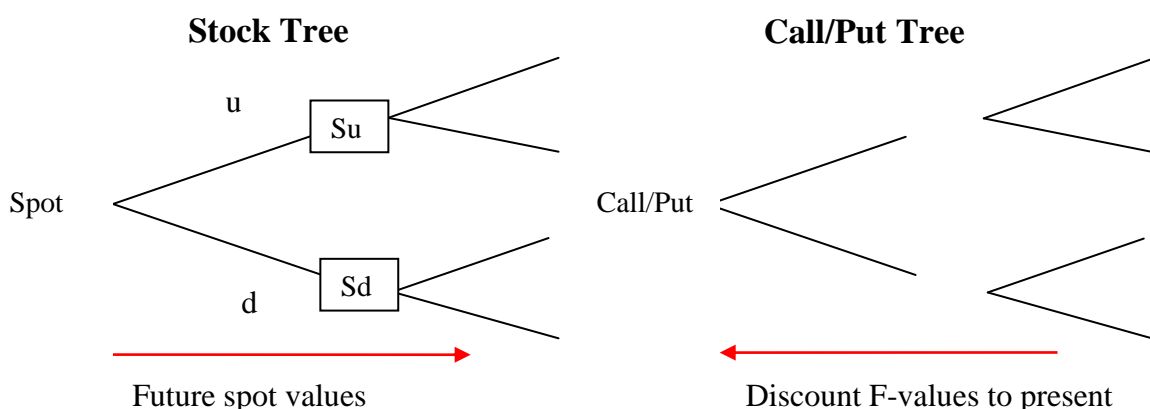 Stock Tree
u
Su
Spot
Sd
d
Future spot values
Call/Put Tree
Call/Put
Discount F-values to present